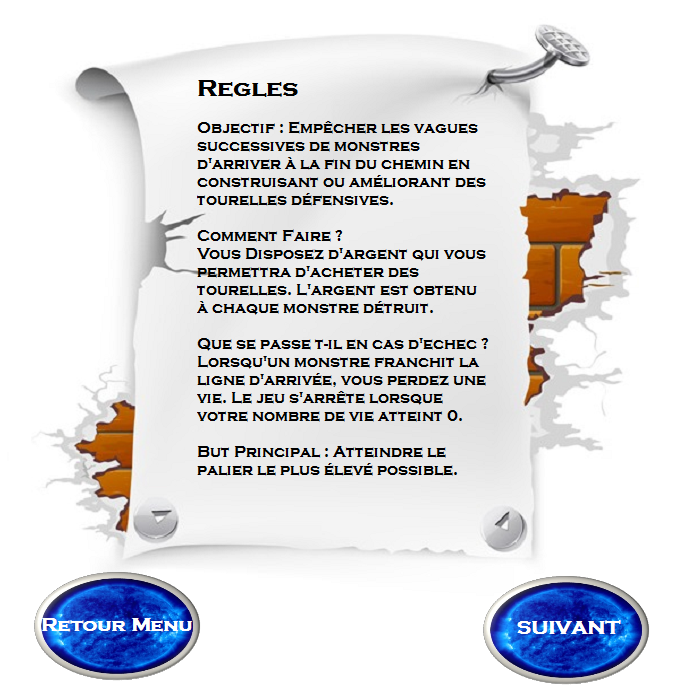 Regles
Objectif : Empêcher les vagues
successives de monstres
d'arriver à la fin du chemin en
construisant ou améliorant des
tourelles défensives.
Comment Faire ?
Vous Disposez d'argent qui vous
permettra d'acheter des
tourelles. L'argent est obtenu
à chaque monstre détruit.
Que se passe t-il en cas d'echec ?
Lorsqu'un monstre franchit la
ligne d'arrivée, vous perdez une
vie. Le jeu s'arrête lorsque
votre nombre de vie atteint 0.
But Principal : Atteindre le
palier le plus élevé possible.
Retour Menu
SUIVANT